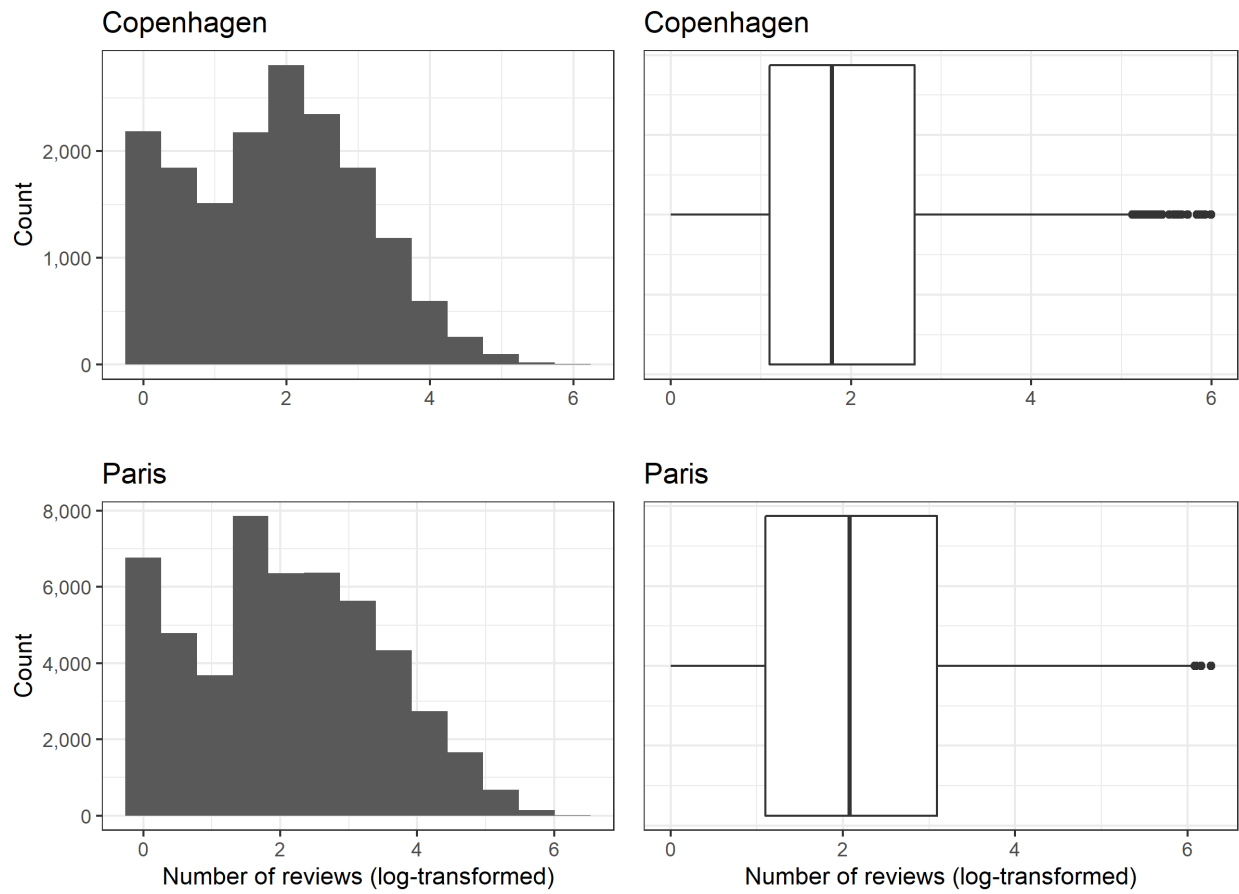 Copenhagen
Count
2,000
1,000
0
0 2 4 6
Copenhagen
0 2 4 6
Paris
Count
8,000
6,000
4,000
2,000
0
0 2 4 6
Number of reviews (log-transformed)
Paris
0 2 4 6
Number of reviews (log-transformed)